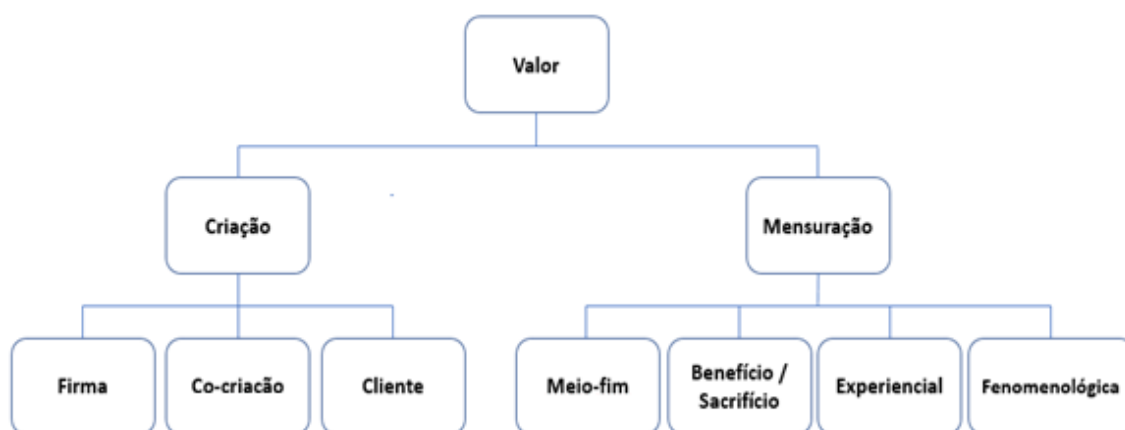 Valor
Criação
Mensuração
Firma
Co-criacão
Cliente
Meio-fim
Benefício /
Sacrifício
Experiencial
Fenomenológica